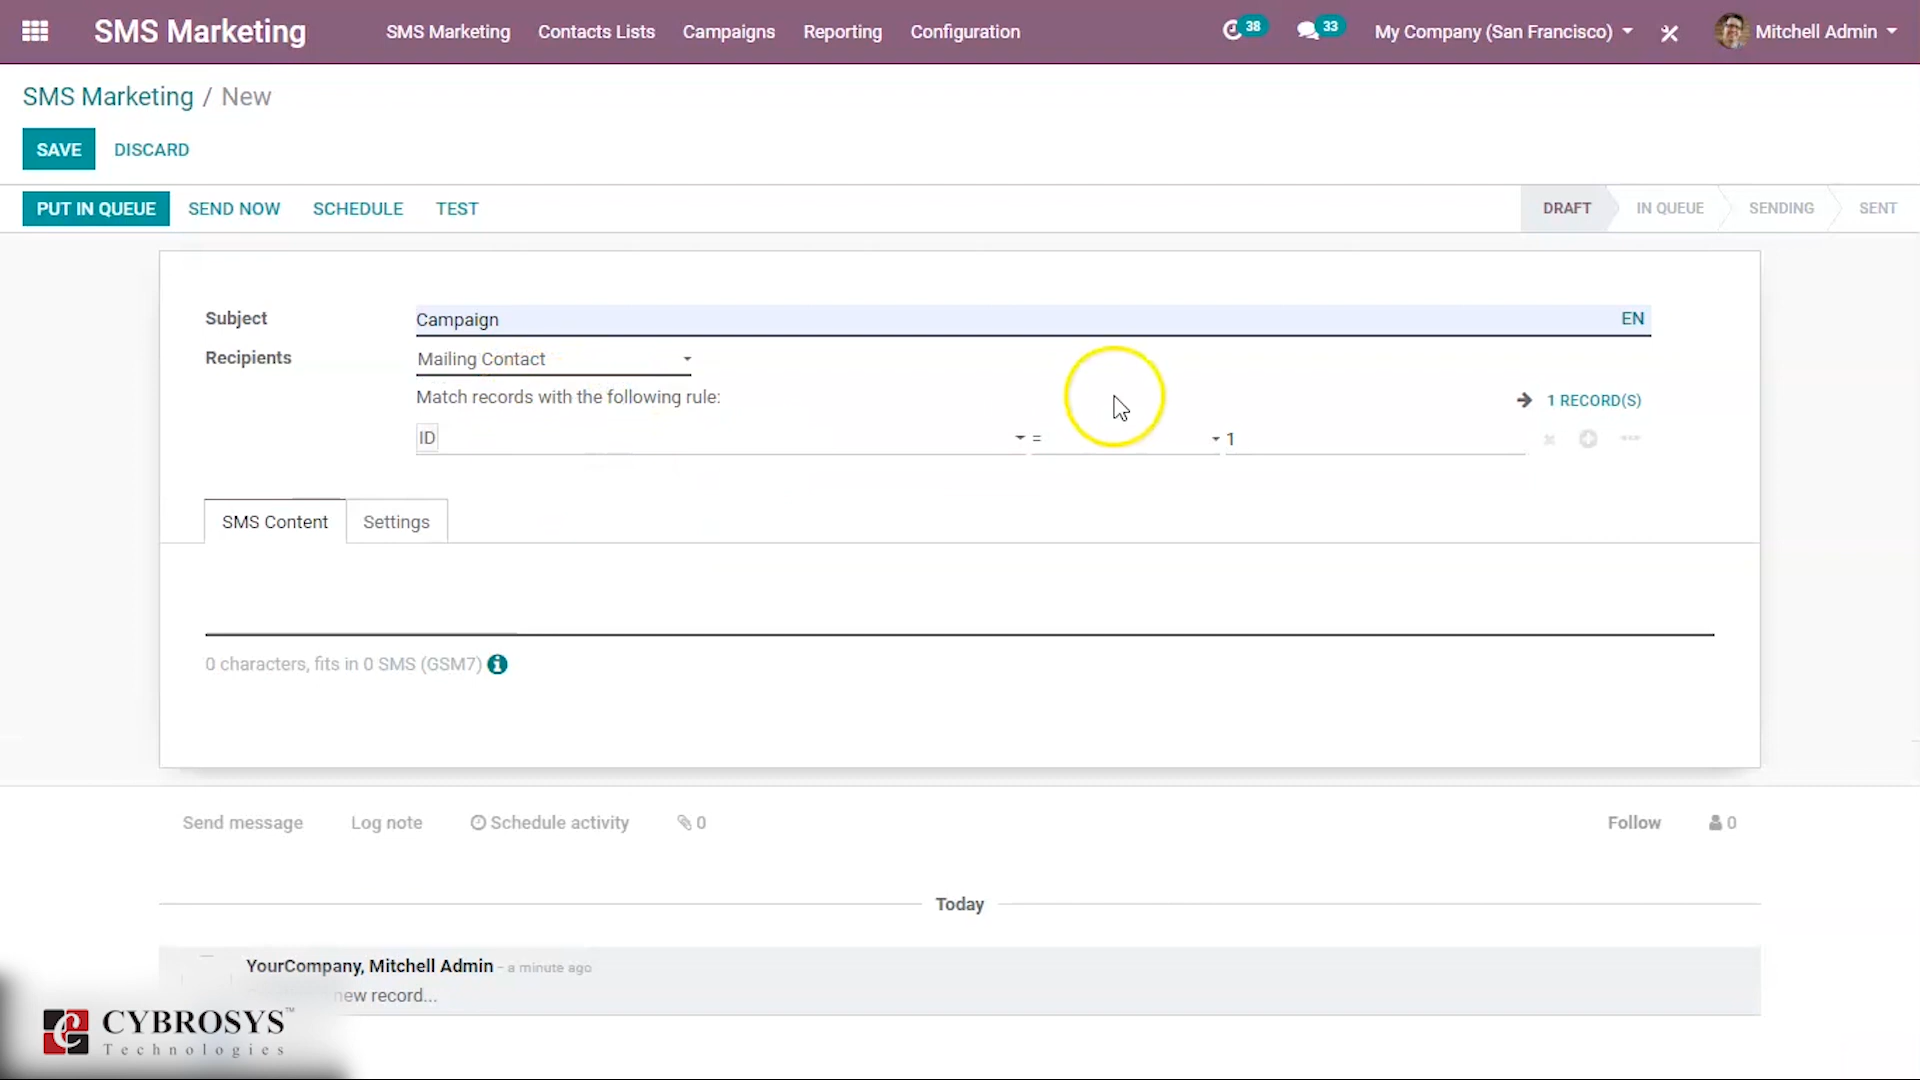 SMS Marketing SMS Marketing Contacts Lists Campaigns Reporting Configuration 38 33 My Company (San Francisco) Mitchell Admin
SMS Marketing / New
SAVE DISCARD
PUT IN QUEUE SEND NOW SCHEDULE TEST DRAFT IN QUEUE SENDING SENT
Subject Campaign EN
Recipients Mailing Contact
Match records with the following rule: 1 RECORD(S)
ID = 1
SMS Content Settings
0 characters, fits in 0 SMS (GSM7)
Send message Log note Schedule activity 0 Follow 0
Today
YourCompany, Mitchell Admin - a minute ago
new record...
CYBROSYS™
Technologies